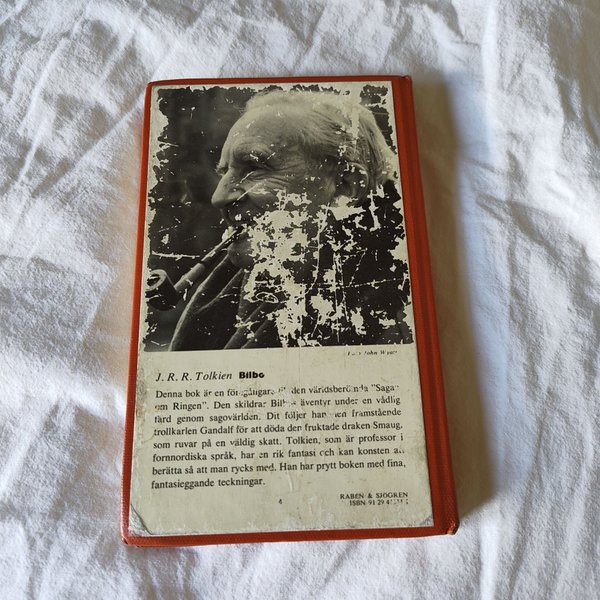 John Wyatt
J. R. R. Tolkien Bilbo
Denna bok är en föregångare till den världsberömda "Sagan
om Ringen". Den skildrar Bilbos äventyr under en vådlig
färd genom sagovärlden. Dit följer han den framstående
trollkarlen Gandalf för att döda den fruktade draken Smaug,
som ruvar på en väldig skatt. Tolkien, som är professor i
fornnordiska språk, har en rik fantasi och kan konsten att
berätta så att man rycks med. Han har prytt boken med fina,
fantasieggande teckningar.
4
RABÉN & SJÖGREN
ISBN 91 29